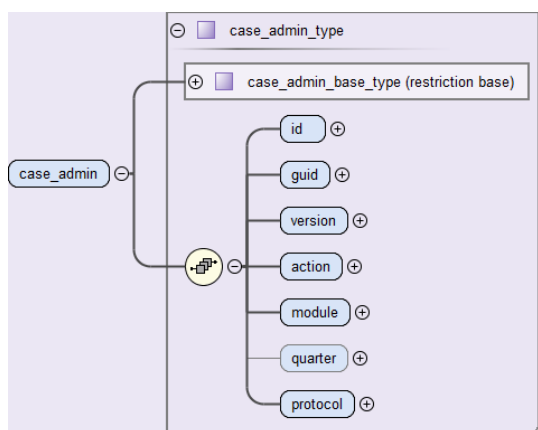 case_admin_type
case_admin_base_type (restriction base)
id
guid
case_admin
version
action
module
quarter
protocol